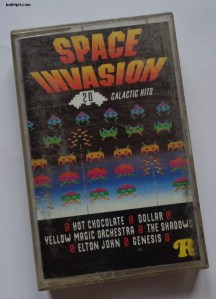 SPACE
INVASION
20 GALACTIC HITS
HOT CHOCOLATE DOLLAR
YELLOW MAGIC ORCHESTRA THE SHADOWS
ELTON JOHN GENESIS
R